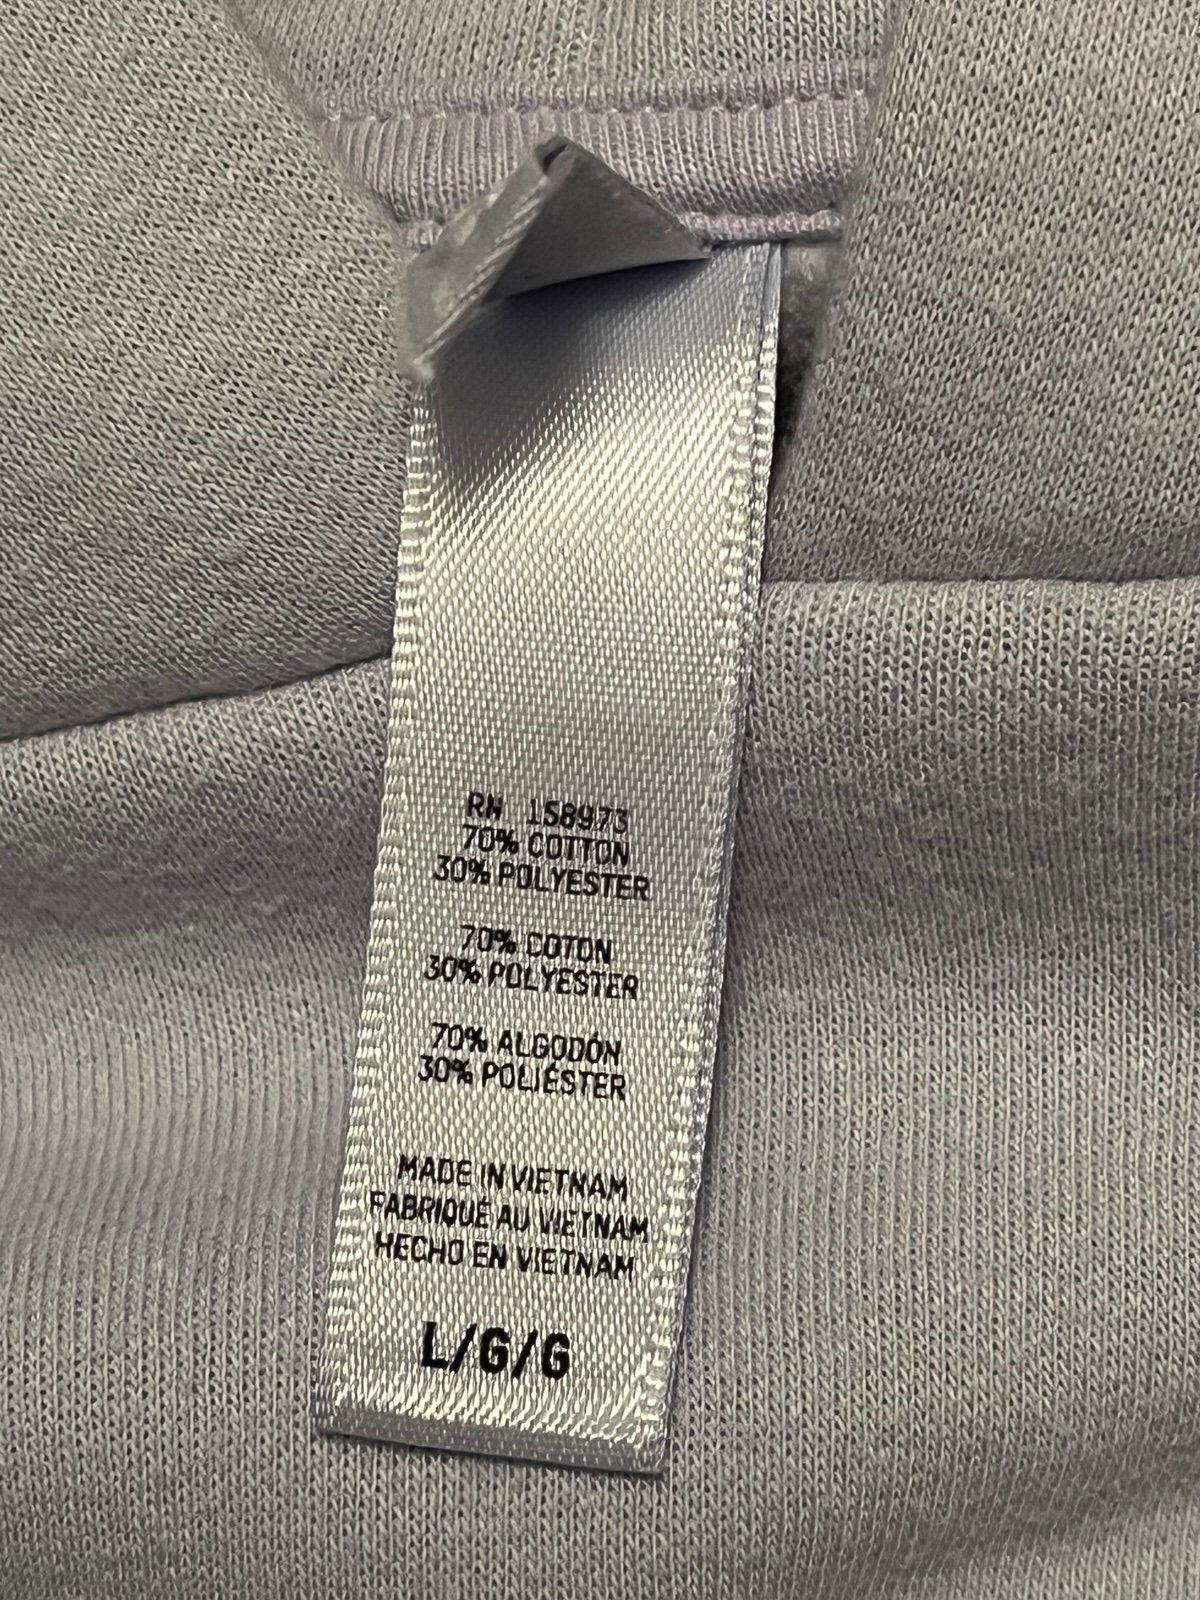 RN 158973
70% COTTON
30% POLYESTER
70% COTON
30% POLYESTER
70% ALGODÓN
30% POLIÉSTER
MADE IN VIETNAM
FABRIQUÉ AU VIETNAM
HECHO EN VIETNAM
L/G/G